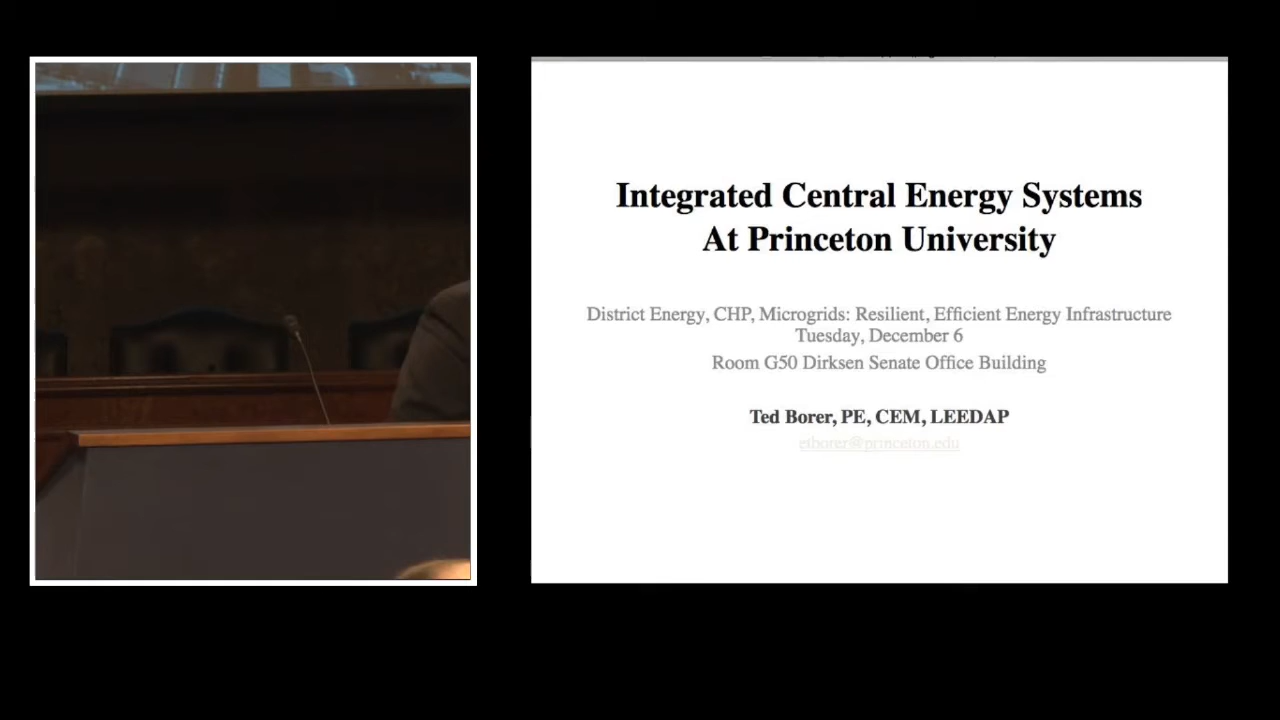 Integrated Central Energy Systems
At Princeton University
District Energy, CHP, Microgrids: Resilient, Efficient Energy Infrastructure
Tuesday, December 6
Room G50 Dirksen Senate Office Building
Ted Borer, PE, CEM, LEEDAP
etborer@princeton.edu